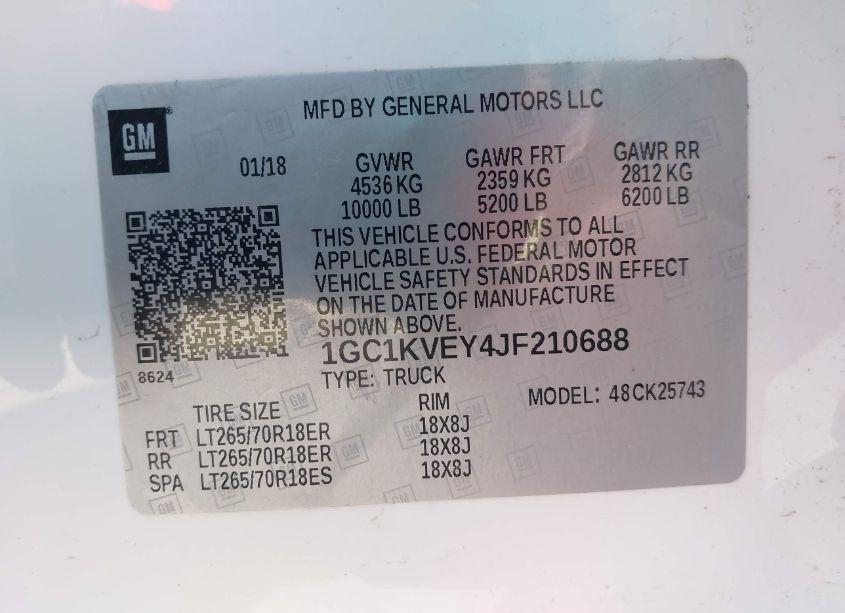 GM
MFD BY GENERAL MOTORS LLC
01/18
GVWR
4536 KG
10000 LB
GAWR FRT
2359 KG
5200 LB
GAWR RR
2812 KG
6200 LB
THIS VEHICLE CONFORMS TO ALL
APPLICABLE U.S. FEDERAL MOTOR
VEHICLE SAFETY STANDARDS IN EFFECT
ON THE DATE OF MANUFACTURE
SHOWN ABOVE.
8624
1GC1KVEY4JF210688
TYPE: TRUCK
MODEL: 48CK25743
TIRE SIZE RIM
FRT LT265/70R18ER 18X8J
RR LT265/70R18ER 18X8J
SPA LT265/70R18ES 18X8J